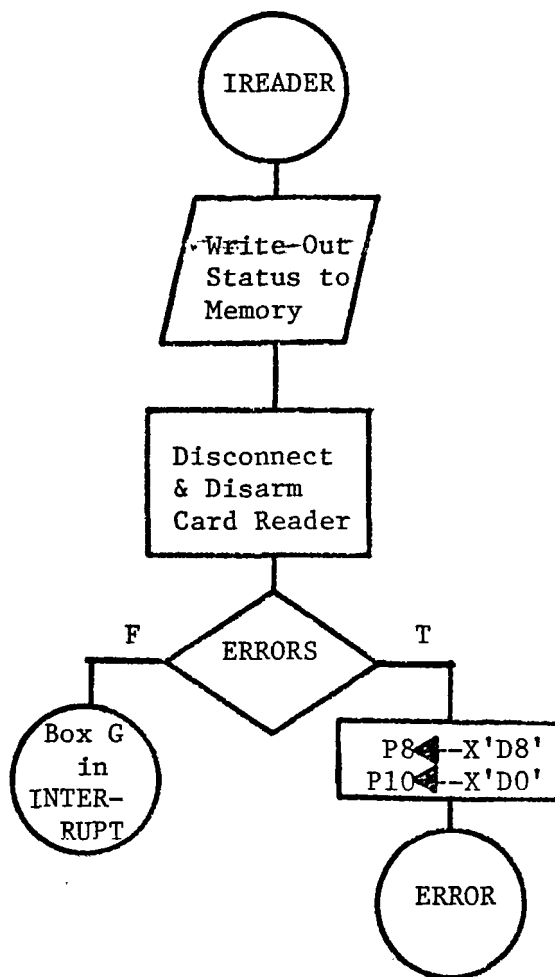 IREADER
Write-Out
Status to
Memory
Disconnect
& Disarm
Card Reader
F
ERRORS
T
Box G
in
INTER-
RUPT
P8◀--X'D8'
P10◀--X'D0'
ERROR